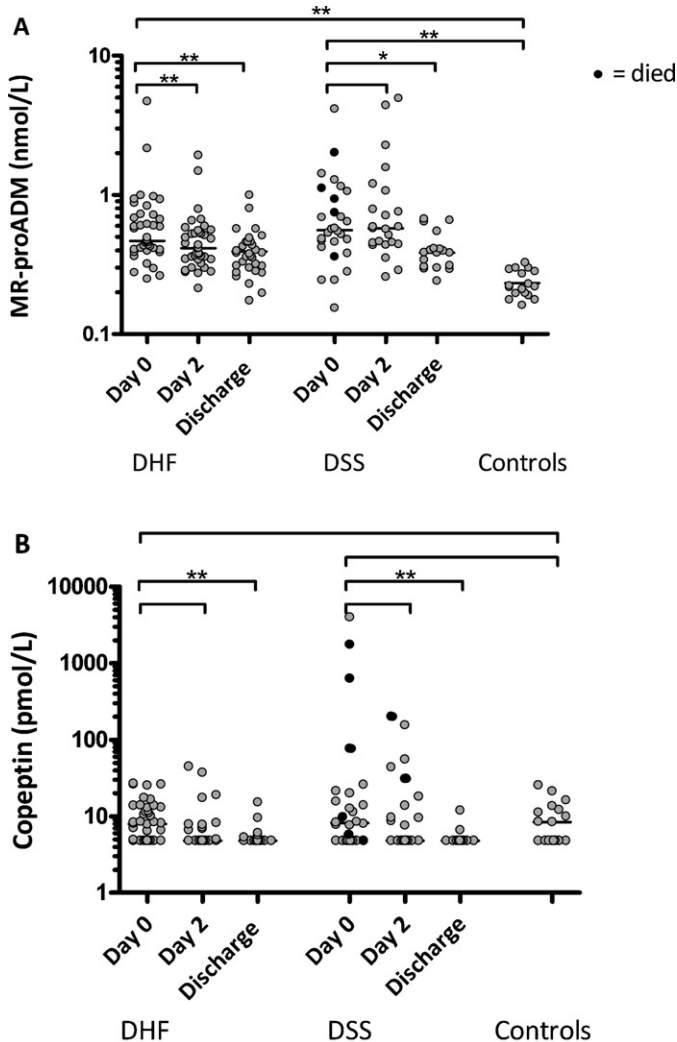 A
**
**
**
**
*
• = died
MR-proADM (nmol/L)
10
1
0.1
Day 0
Day 2
Discharge
Day 0
Day 2
Discharge
DHF
DSS
Controls
B
**
**
Copeptin (pmol/L)
10000
1000
100
10
1
Day 0
Day 2
Discharge
Day 0
Day 2
Discharge
DHF
DSS
Controls